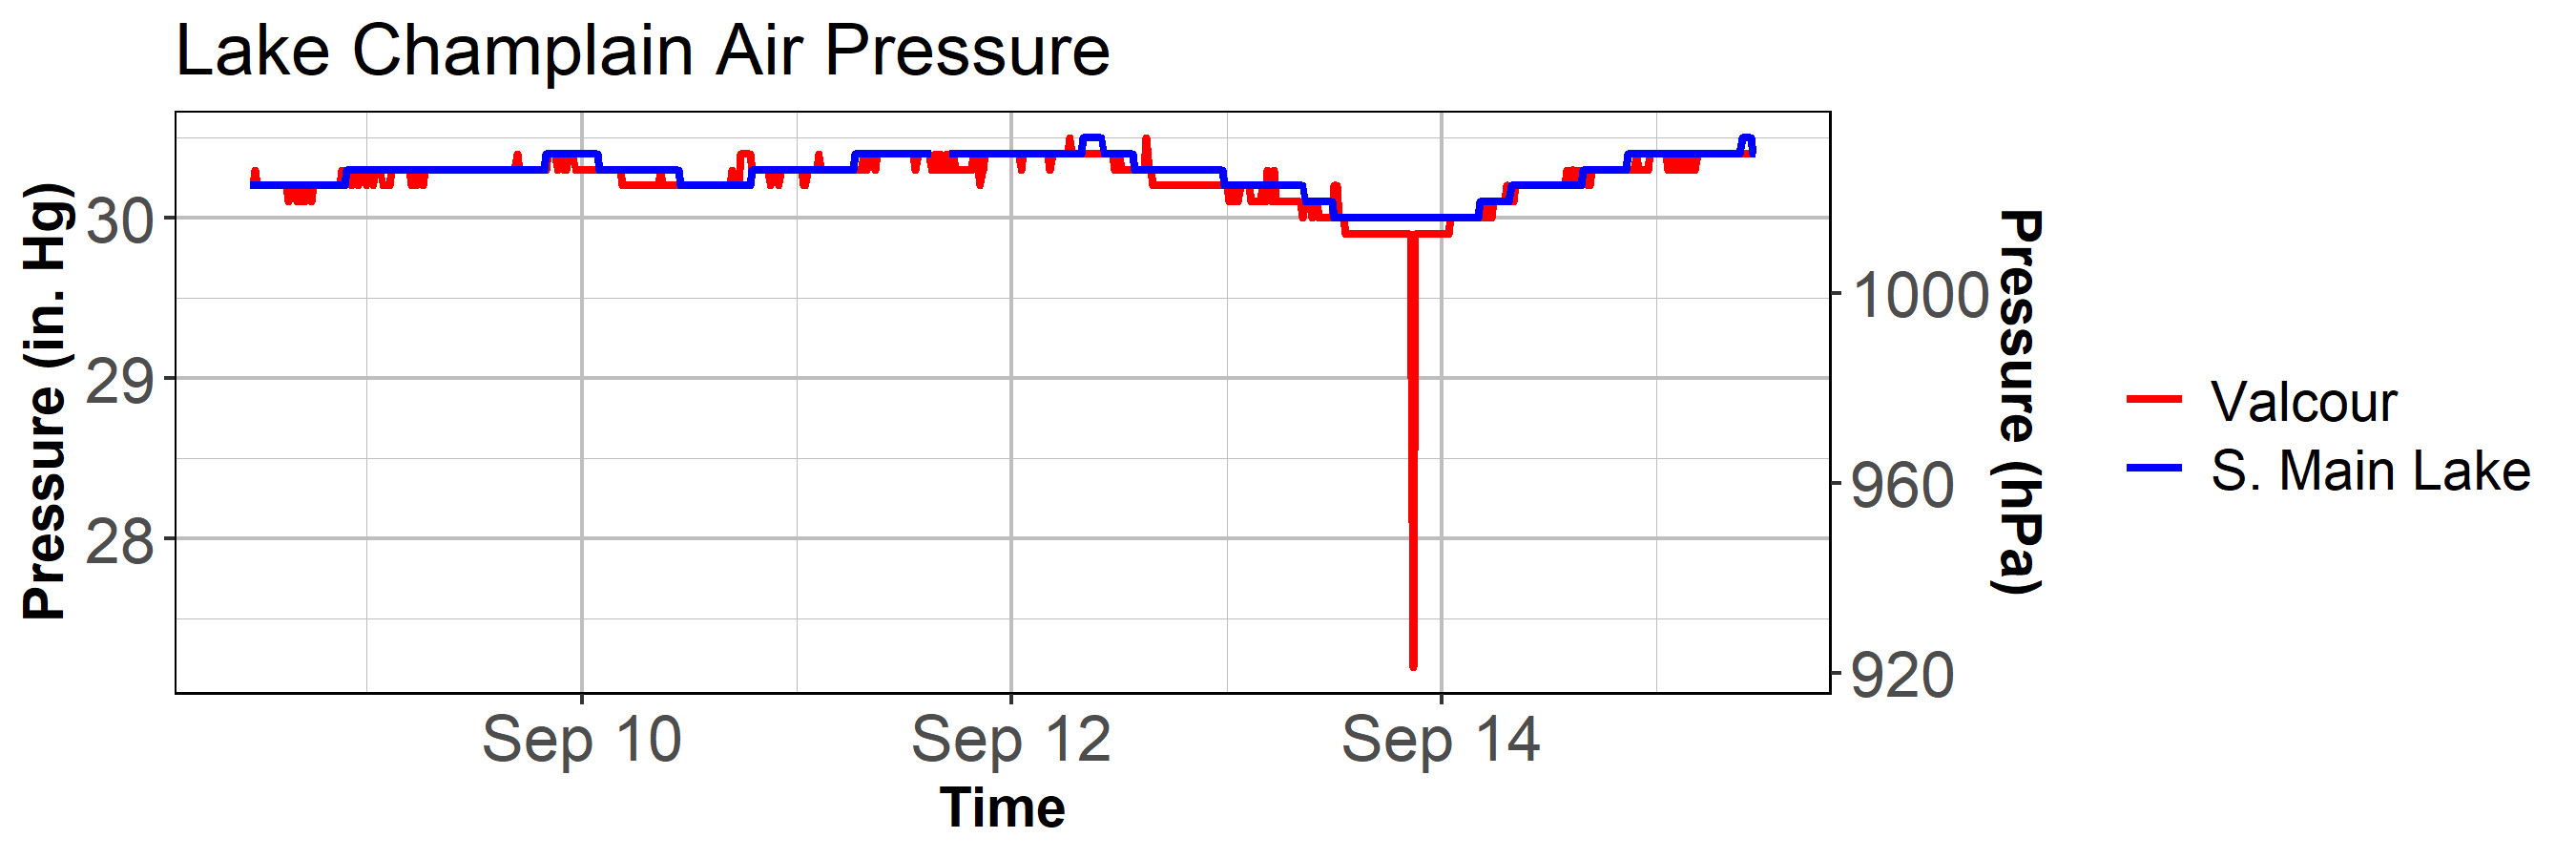 Lake Champlain Air Pressure
Pressure (in. Hg)
30
29
28
1000
960
920
Pressure (hPa)
Sep 10
Sep 12
Sep 14
Time
Valcour
S. Main Lake